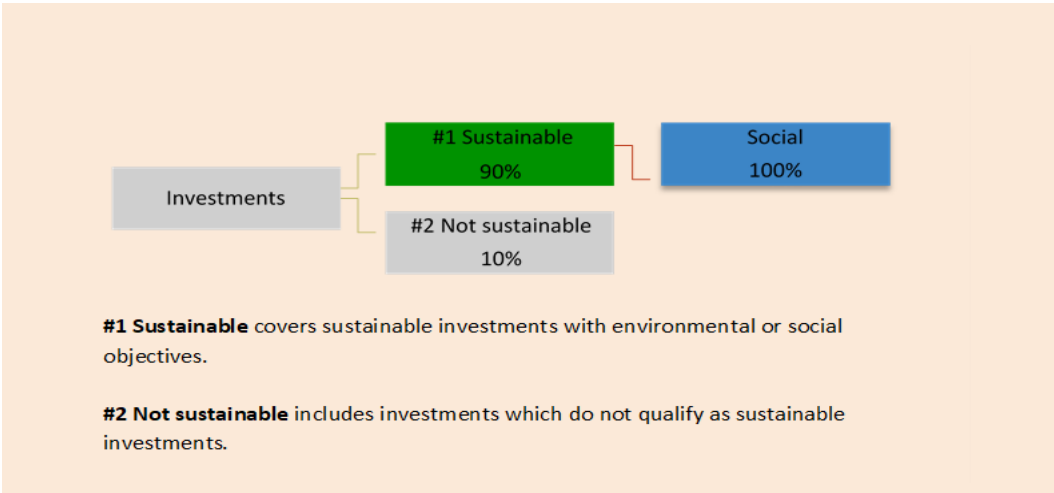 #1 Sustainable
90%
Social
100%
Investments
#2 Not sustainable
10%
#1 Sustainable covers sustainable investments with environmental or social
objectives.
#2 Not sustainable includes investments which do not qualify as sustainable
investments.